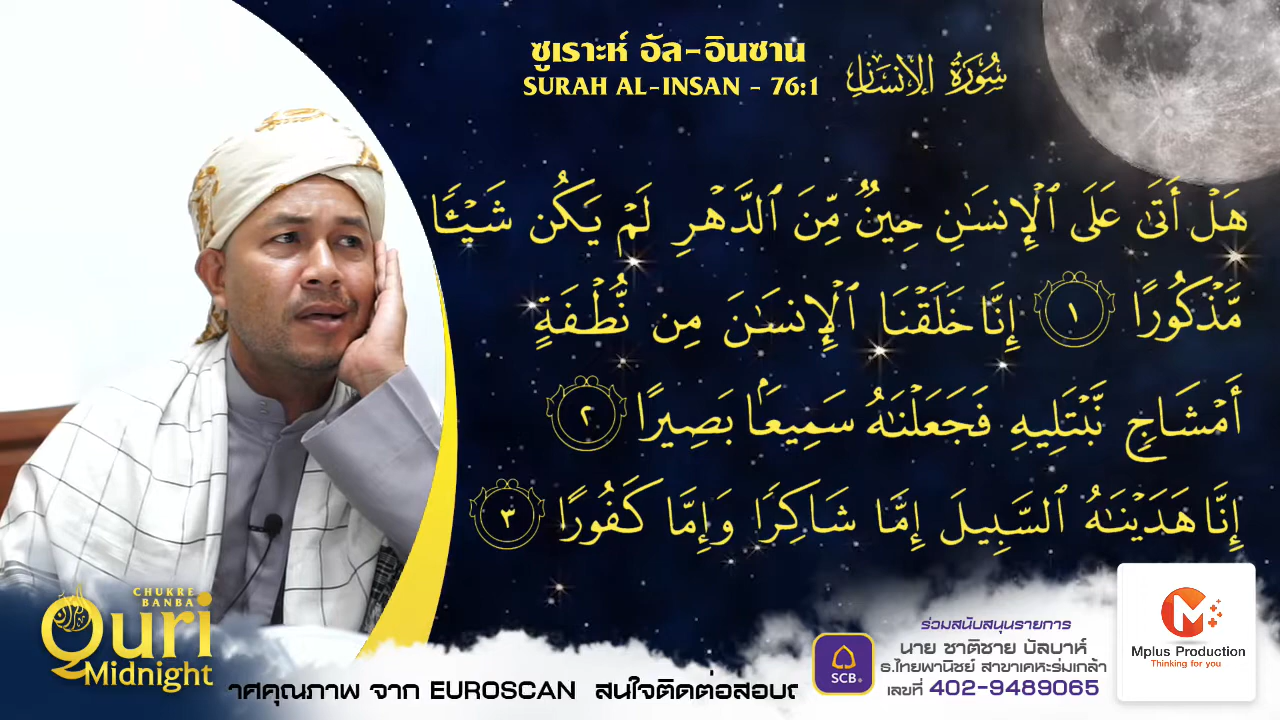 ซูเราะห์ อัล-อินซาน
SURAH AL-INSAN - 76:1
سُورَةُ الإِنسَانِ
هَلۡ أَتَىٰ عَلَى ٱلۡإِنسَٰنِ حِينٞ مِّنَ ٱلدَّهۡرِ لَمۡ يَكُن شَيۡـٔٗا
مَّذۡكُورًا ١ إِنَّا خَلَقۡنَا ٱلۡإِنسَٰنَ مِن نُّطۡفَةٍ
أَمۡشَاجٖ نَّبۡتَلِيهِ فَجَعَلۡنَٰهُ سَمِيعَۢا بَصِيرًا ٢
إِنَّا هَدَيۡنَٰهُ ٱلسَّبِيلَ إِمَّا شَاكِرٗا وَإِمَّا كَفُورًا ٣
CHUKRE
BANBA
Quri
Midnight
าศคุณภาพ จาก EUROSCAN สนใจติดต่อสอบถ
SCB
ร่วมสนับสนุนรายการ
นาย ชาติชาย บัลบาห์
ธ.ไทยพานิชย์ สาขาเคหะร่มเกล้า
เลขที่ 402-9489065
Mplus Production
Thinking for you